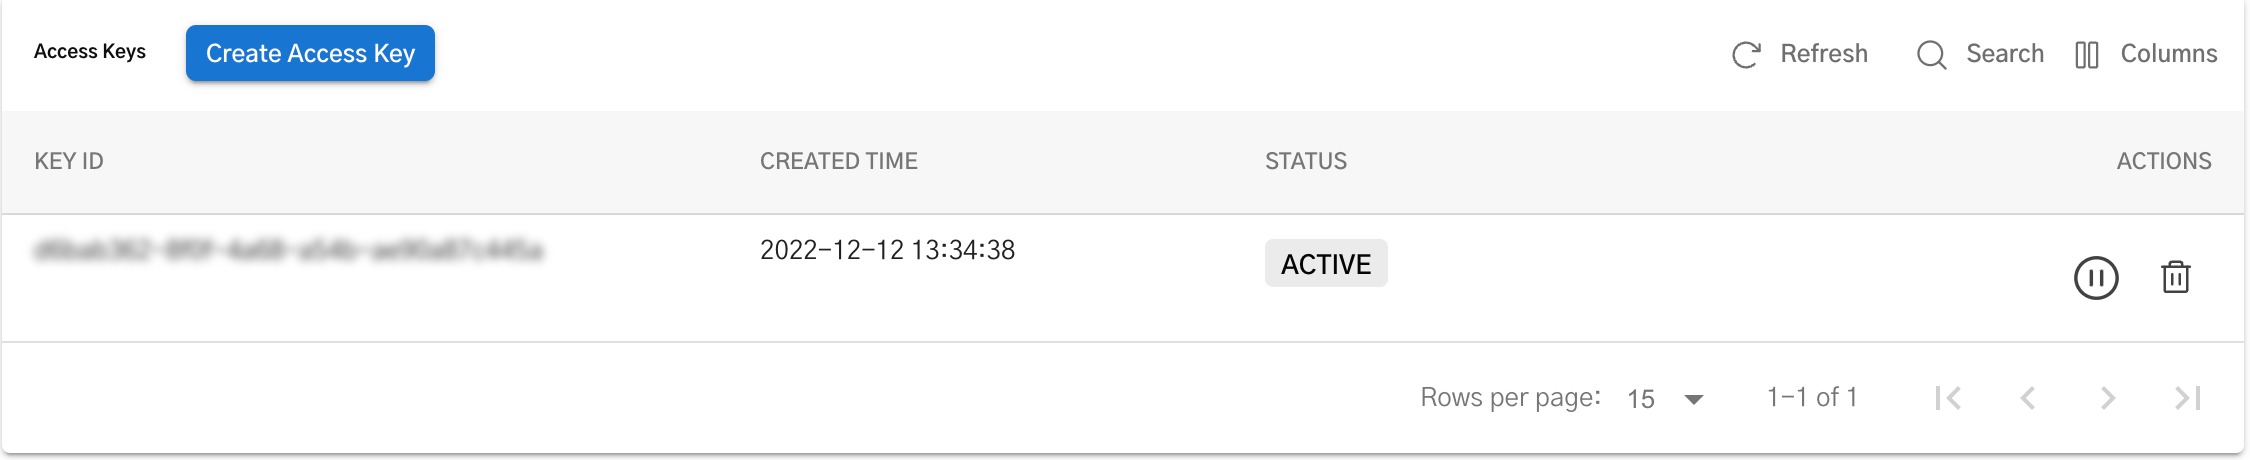 Access Keys Create Access Key Refresh Search Columns
KEY ID CREATED TIME STATUS ACTIONS
2022-12-12 13:34:38 ACTIVE
Rows per page: 15 1-1 of 1